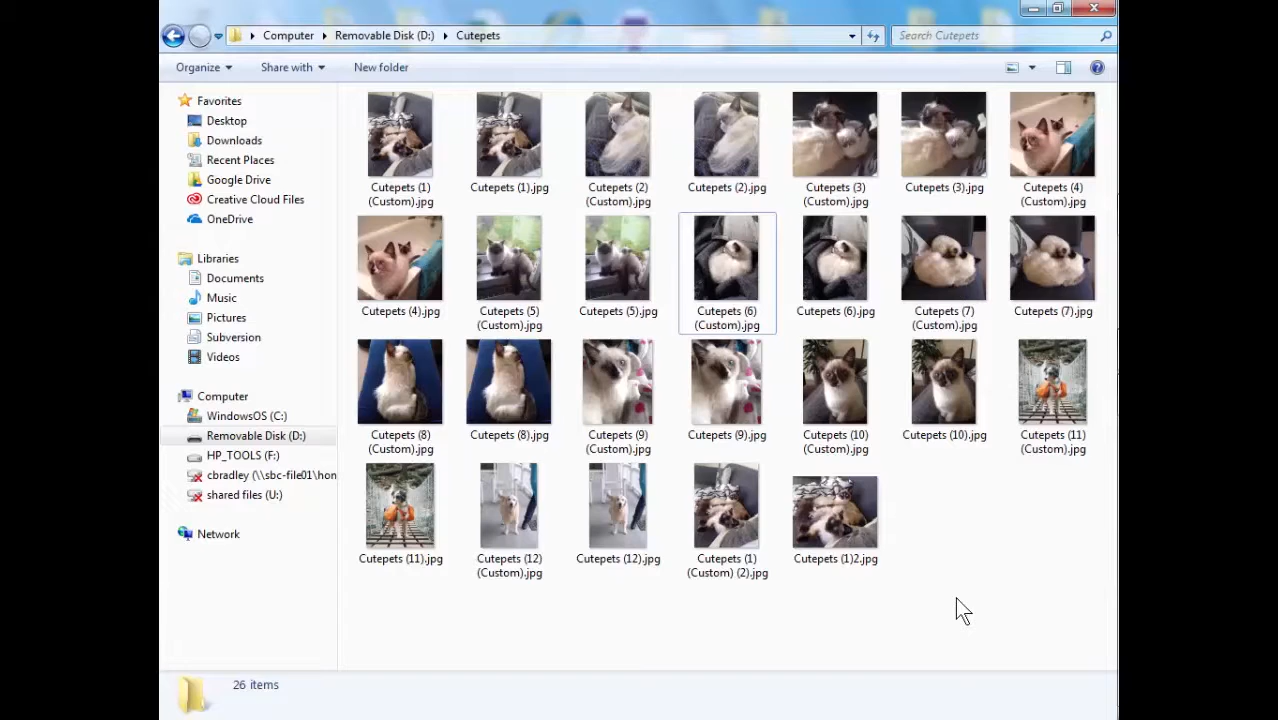 Computer Removable Disk (D:) Cutepets
Search Cutepets
Organize Share with New folder
Favorites
Desktop
Downloads
Recent Places
Google Drive
Creative Cloud Files
OneDrive
Libraries
Documents
Music
Pictures
Subversion
Videos
Computer
WindowsOS (C:)
Removable Disk (D:)
HP_TOOLS (F:)
cbradley (\\sbc-file01\hon
shared files (U:)
Network
Cutepets (1)
(Custom).jpg
Cutepets (1).jpg
Cutepets (2)
(Custom).jpg
Cutepets (2).jpg
Cutepets (3)
(Custom).jpg
Cutepets (3).jpg
Cutepets (4)
(Custom).jpg
Cutepets (4).jpg
Cutepets (5)
(Custom).jpg
Cutepets (5).jpg
Cutepets (6)
(Custom).jpg
Cutepets (6).jpg
Cutepets (7)
(Custom).jpg
Cutepets (7).jpg
Cutepets (8)
(Custom).jpg
Cutepets (8).jpg
Cutepets (9)
(Custom).jpg
Cutepets (9).jpg
Cutepets (10)
(Custom).jpg
Cutepets (10).jpg
Cutepets (11)
(Custom).jpg
Cutepets (11).jpg
Cutepets (12)
(Custom).jpg
Cutepets (12).jpg
Cutepets (1)
(Custom) (2).jpg
Cutepets (1)2.jpg
26 items